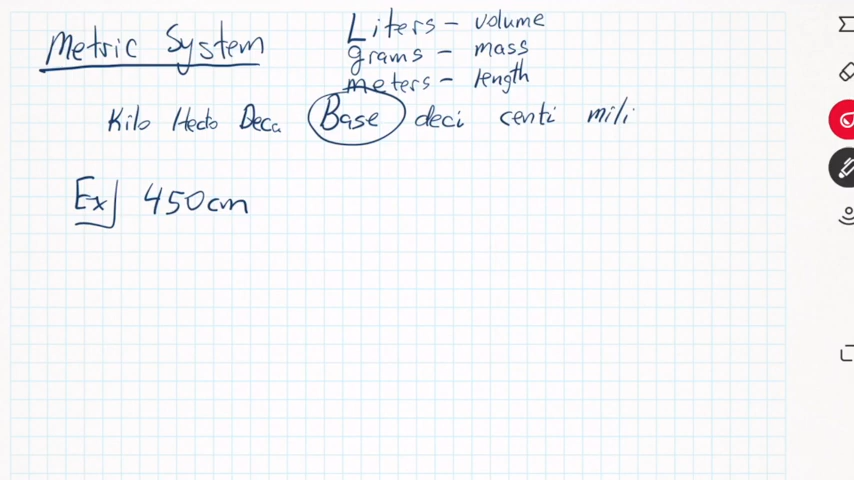 Metric System
Liters - volume
grams - mass
meters - length
Kilo Hecto Deca Base deci centi mili
Ex 450cm